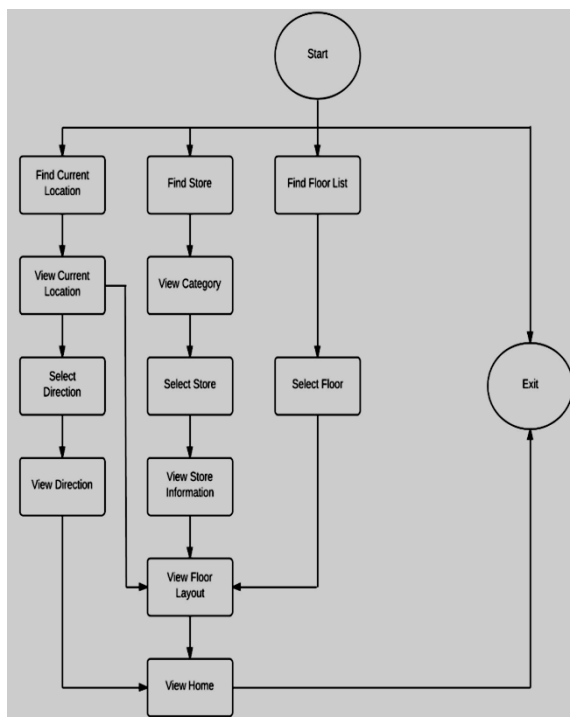 Start
Find Current
Location
Find Store
Find Floor List
View Current
Location
View Category
Select
Direction
Select Store
Select Floor
Exit
View Direction
View Store
Information
View Floor
Layout
View Home